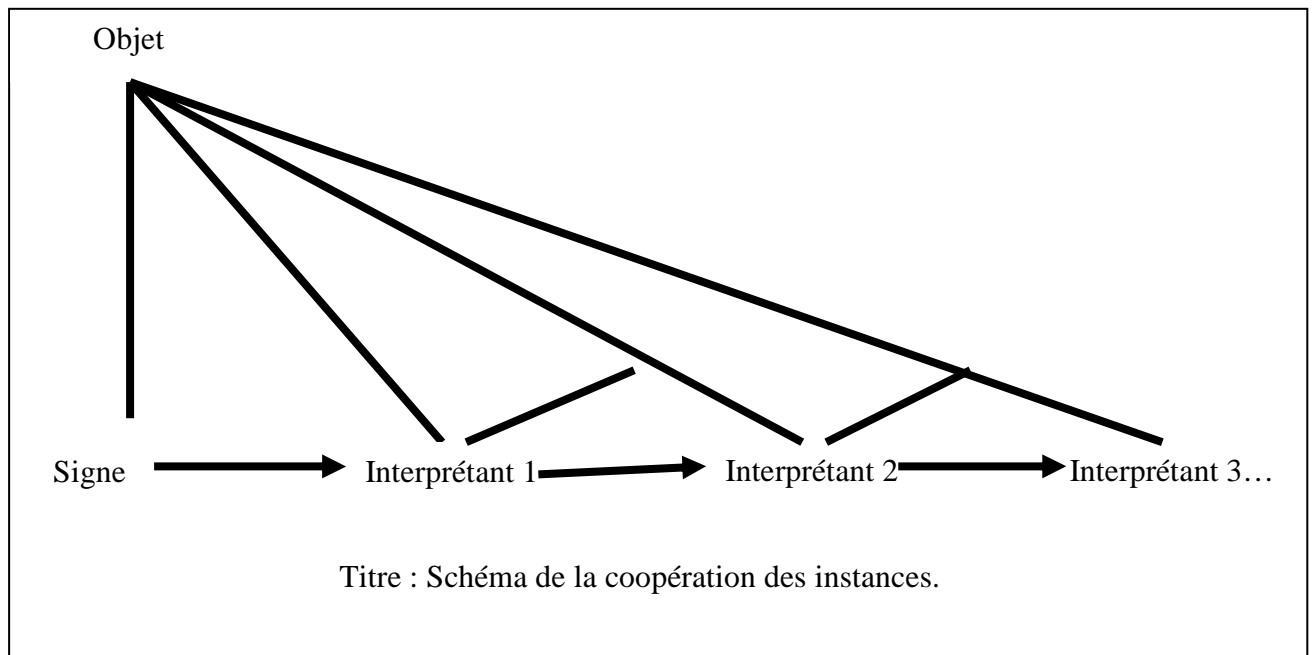 Objet
Signe Interprétant 1 Interprétant 2 Interprétant 3…
Titre : Schéma de la coopération des instances.